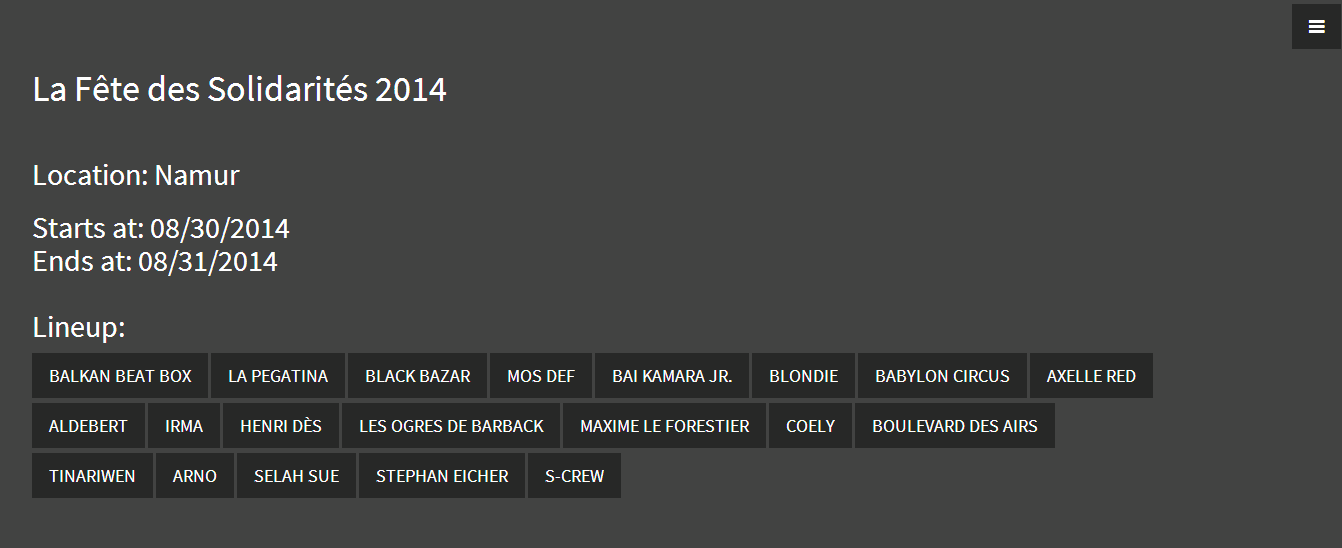 La Fête des Solidarités 2014
Location: Namur
Starts at: 08/30/2014
Ends at: 08/31/2014
Lineup:
BALKAN BEAT BOX LA PEGATINA BLACK BAZAR MOS DEF BAI KAMARA JR. BLONDIE BABYLON CIRCUS AXELLE RED
ALDEBERT IRMA HENRI DÈS LES OGRES DE BARBACK MAXIME LE FORESTIER COELY BOULEVARD DES AIRS
TINARIWEN ARNO SELAH SUE STEPHAN EICHER S-CREW